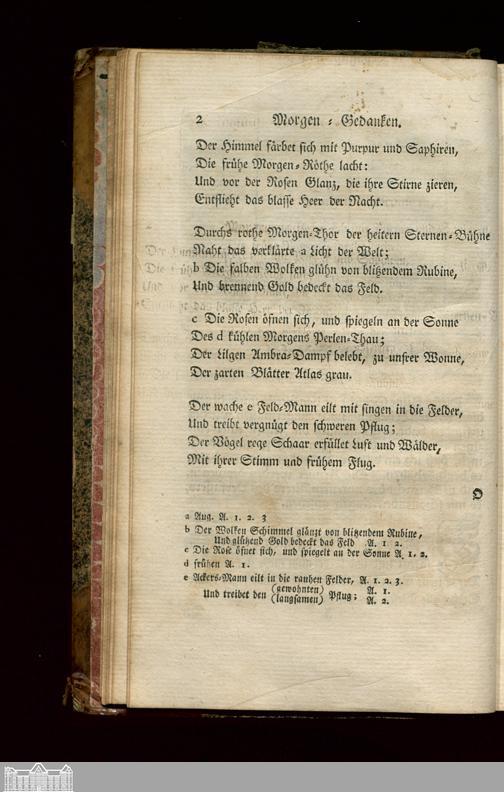 2 Morgen = Gedanken.
Der Himmel färbet sich mit Purpur und Saphiren,
Die frühe Morgen=Röthe lacht:
Und vor der Rosen Glanz, die ihre Stirne zieren,
Entflieht das blasse Heer der Nacht.
Durchs rothe Morgen=Thor der heitern Sternen=Bühne
Naht das verklärte a Licht der Welt;
b Die falben Wolken glühn von blitzendem Rubine,
Und brennend Gold bedeckt das Feld.
c Die Rosen öfnen sich, und spiegeln an der Sonne
Des d kühlen Morgens Perlen=Thau;
Der Lilgen Ambra=Dampf belebt, zu unsrer Wonne,
Der zarten Blätter Atlas grau.
Der wache e Feld=Mann eilt mit singen in die Felder,
Und treibt vergnügt den schweren Pflug;
Der Vögel rege Schaar erfüllet Luft und Wälder,
Mit ihrer Stimm und frühem Flug.
O
a Aug. A. 1. 2. 3
b Der Wolken Schimmel glänzt von blitzendem Rubine,
Und glüzend Gold bedeckt das Feld A. 1 2.
c Die Rose öfnet sich, und spiegelt an der Sonne A. 1. 2.
d frühen A. 1.
e Ackers=Mann eilt in die rauhen Felder, A. 1. 2. 3.
Und treibet den (gewohnten) Pflug; A. 1.
(langsamen) A. 2.